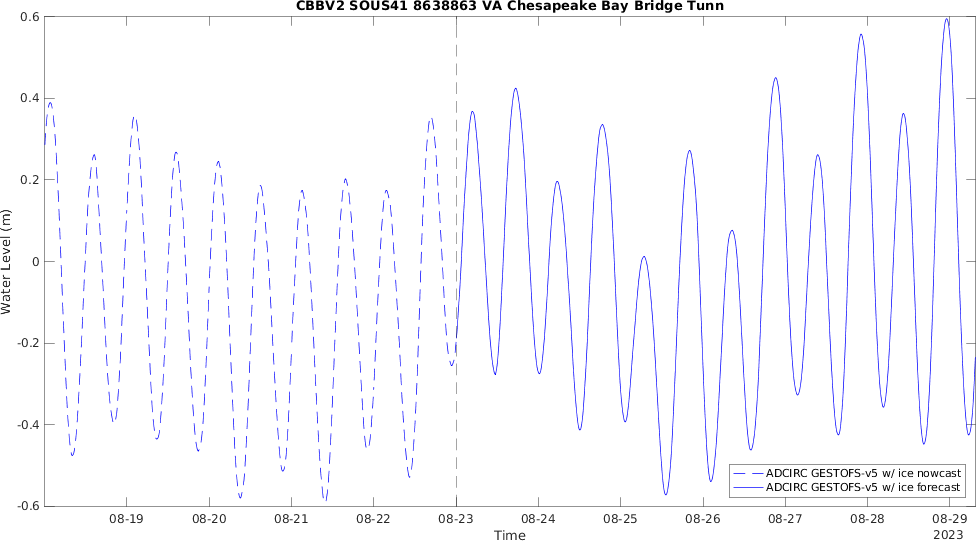 CBBV2 SOUS41 8638863 VA Chesapeake Bay Bridge Tunn
Water Level (m)
0.6
0.4
0.2
0
-0.2
-0.4
-0.6
ADCIRC GESTOFS-v5 w/ ice nowcast
ADCIRC GESTOFS-v5 w/ ice forecast
08-19 08-20 08-21 08-22 08-23 08-24 08-25 08-26 08-27 08-28 08-29
2023
Time